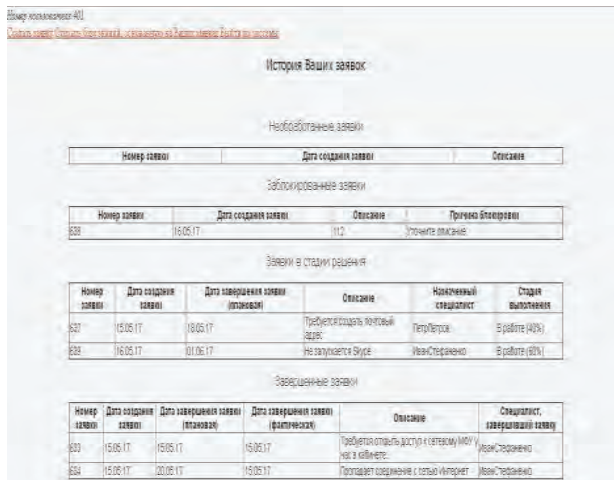 Номер пользователя 401
Создать заявку
История Ваших заявок
Необработанные заявки
Номер заявки Дата создания заявки Описание
Заблокированные заявки
Номер заявки Дата создания заявки Описание Причина блокировки
16.05.17 112 Уточните описание
Заявки в стадии решения
Номер заявки Дата создания заявки Дата завершения заявки (плановая) Описание Назначенный специалист Стадия выполнения
637 15.05.17 18.05.17 Требуется создать почтовый адрес ПетрПетров В работе (40%)
639 16.05.17 01.06.17 Не запускается Skype ИванСтефаненко В работе (60%)
Завершенные заявки
Номер заявки Дата создания заявки Дата завершения заявки (плановая) Дата завершения заявки (фактическая) Описание Специалист, завершивший заявку
633 15.05.17 15.05.17 15.05.17 Требуется открыть доступ к сетевому МФУ у нас в кабинете. ИванСтефаненко
634 15.05.17 20.05.17 15.05.17 Пропадает соединение с сетью Интернет ИванСтефаненко